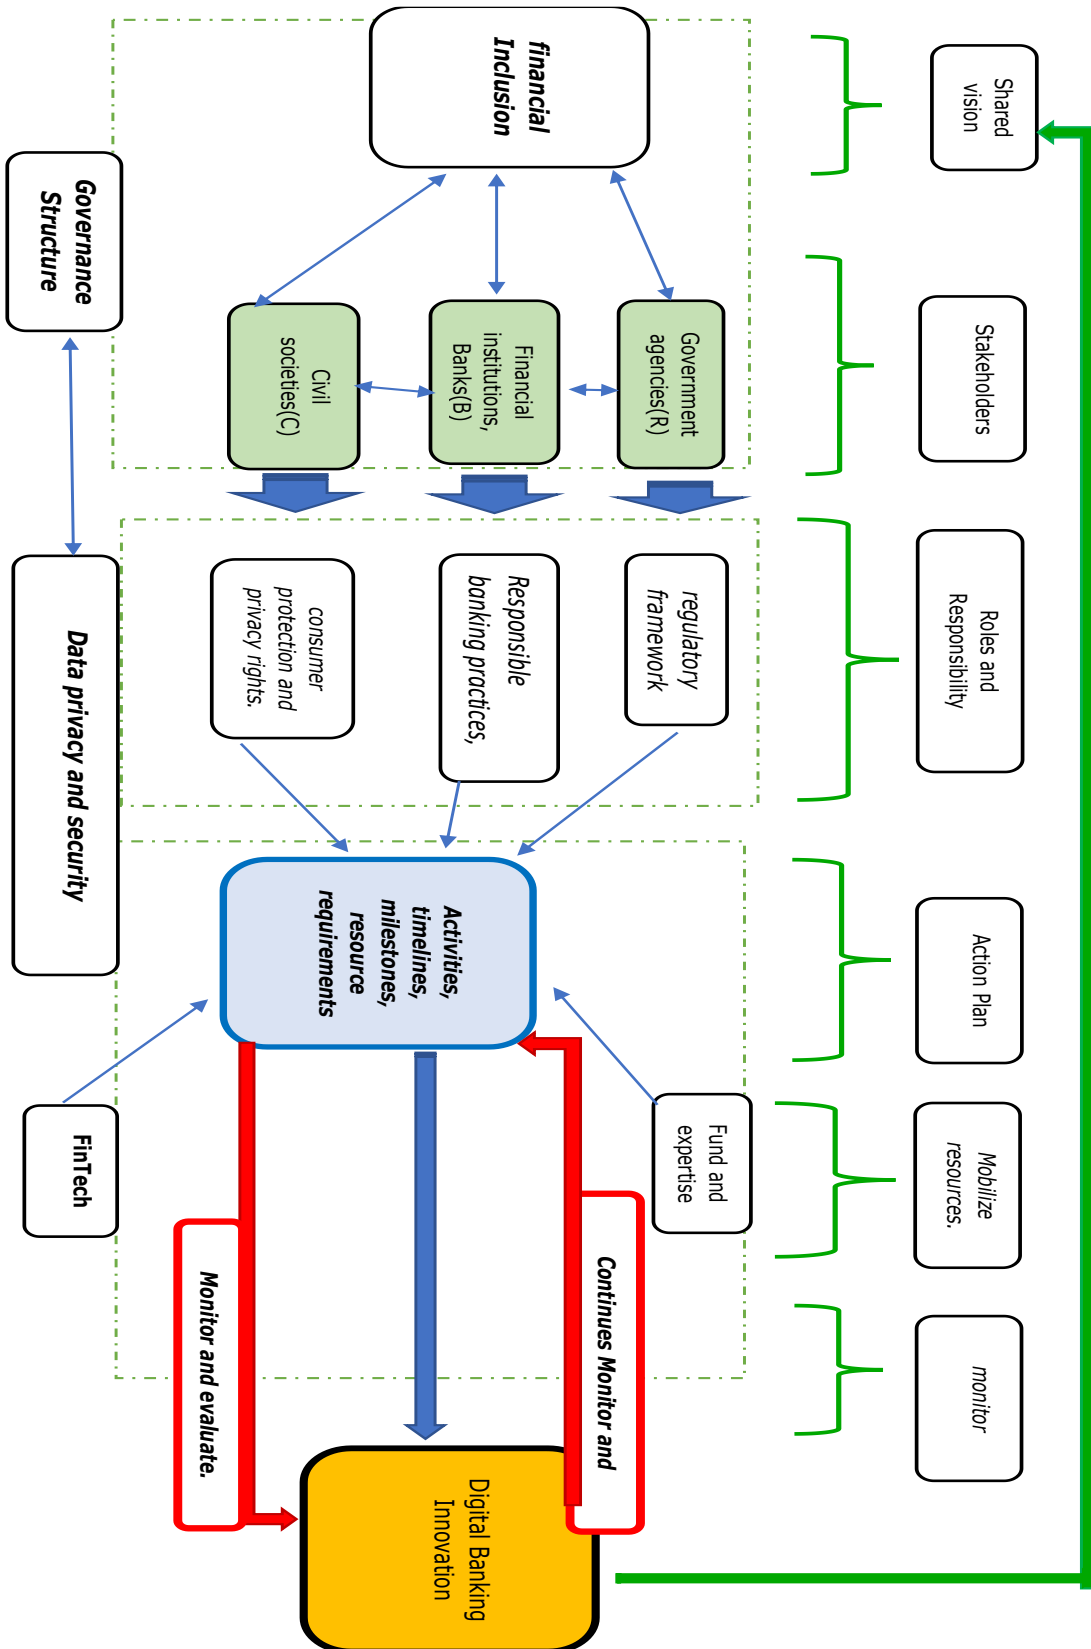 Shared
vision
Stakeholders
Roles and
Responsibility
Action Plan
Mobilize
resources.
monitor
financial
Inclusion
Government
agencies(R)
Financial
institutions,
Banks(B)
Civil
societies(C)
regulatory
framework
Responsible
banking practices,
consumer
protection and
privacy rights.
Activities,
timelines,
milestones,
resource
requirements
Fund and
expertise
Continues Monitor and
Digital Banking
Innovation
Monitor and evaluate.
Governance
Structure
Data privacy and security
FinTech